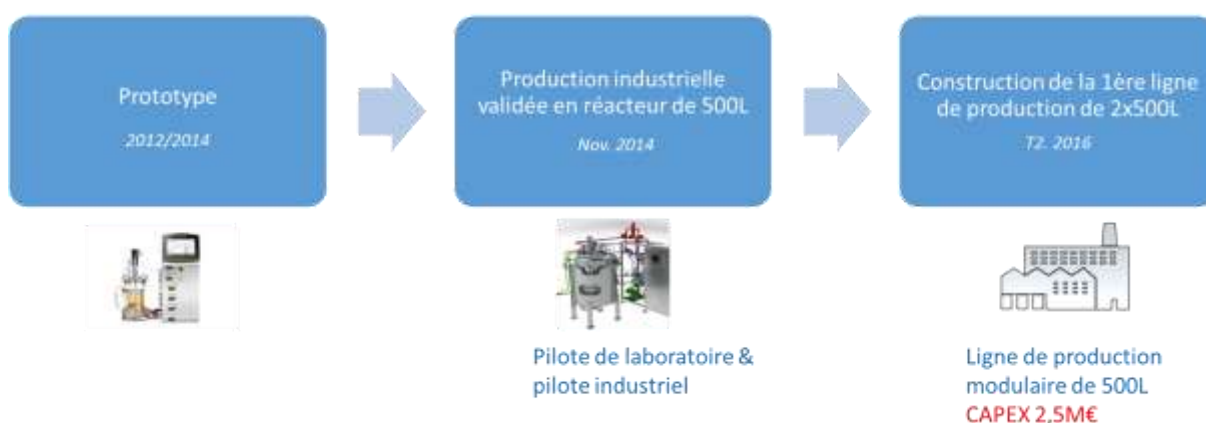 Prototype
2012/2014
Production industrielle
validée en réacteur de 500L
Nov. 2014
Construction de la 1ère ligne
de production de 2x500L
T2. 2016
Pilote de laboratoire &
pilote industriel
Ligne de production
modulaire de 500L
CAPEX 2,5M€